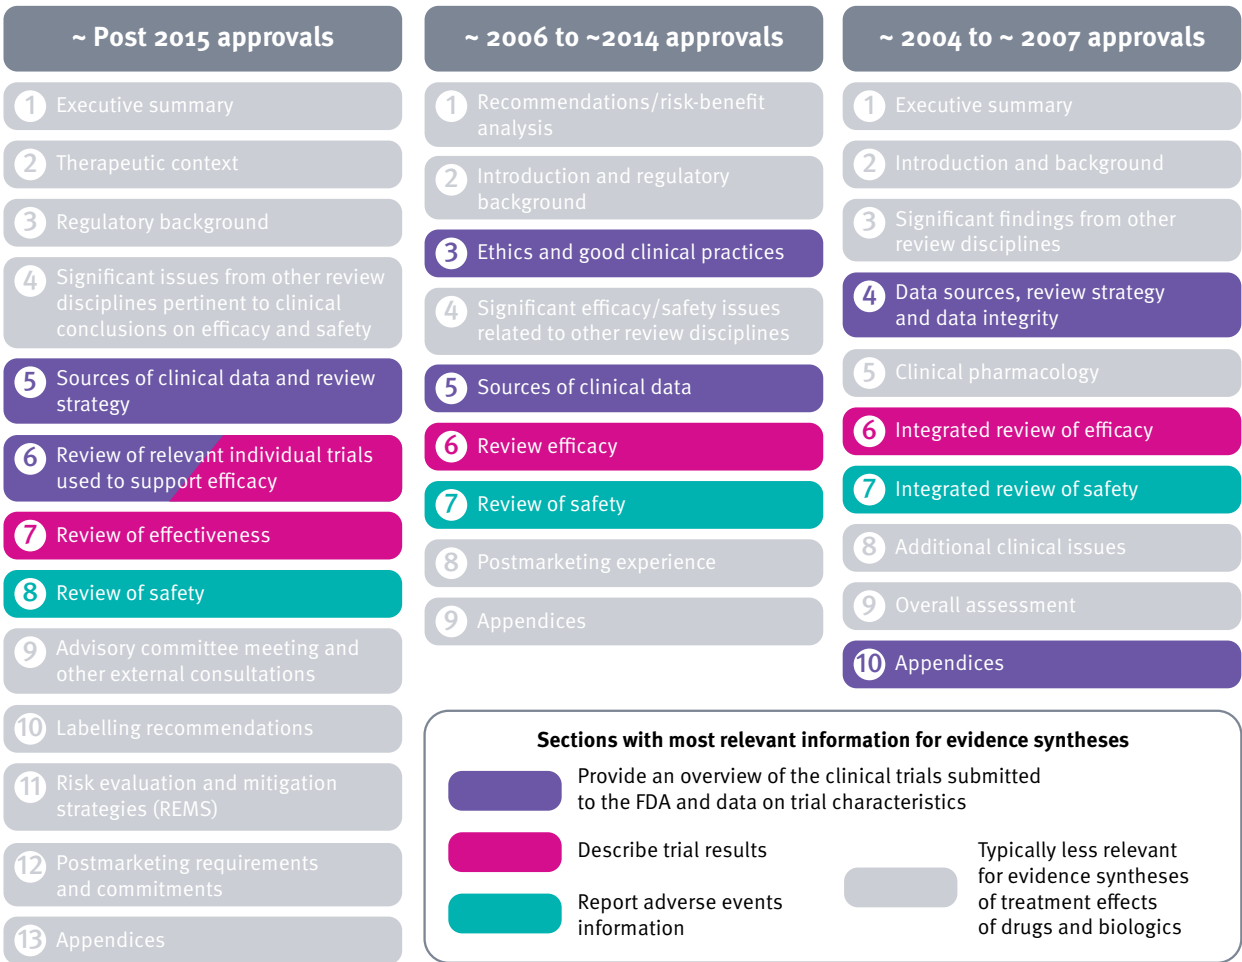 ~ Post 2015 approvals
1 Executive summary
2 Therapeutic context
3 Regulatory background
4 Significant issues from other review
disciplines pertinent to clinical
conclusions on efficacy and safety
5 Sources of clinical data and review
strategy
6 Review of relevant individual trials
used to support efficacy
7 Review of effectiveness
8 Review of safety
9 Advisory committee meeting and
other external consultations
10 Labelling recommendations
11 Risk evaluation and mitigation
strategies (REMS)
12 Postmarketing requirements
and commitments
13 Appendices
~ 2006 to ~2014 approvals
1 Recommendations/risk-benefit
analysis
2 Introduction and regulatory
background
3 Ethics and good clinical practices
4 Significant efficacy/safety issues
related to other review disciplines
5 Sources of clinical data
6 Review efficacy
7 Review of safety
8 Postmarketing experience
9 Appendices
~ 2004 to ~ 2007 approvals
1 Executive summary
2 Introduction and background
3 Significant findings from other
review disciplines
4 Data sources, review strategy
and data integrity
5 Clinical pharmacology
6 Integrated review of efficacy
7 Integrated review of safety
8 Additional clinical issues
9 Overall assessment
10 Appendices
Sections with most relevant information for evidence syntheses
Provide an overview of the clinical trials submitted
to the FDA and data on trial characteristics
Describe trial results
Report adverse events
information
Typically less relevant
for evidence syntheses
of treatment effects
of drugs and biologics